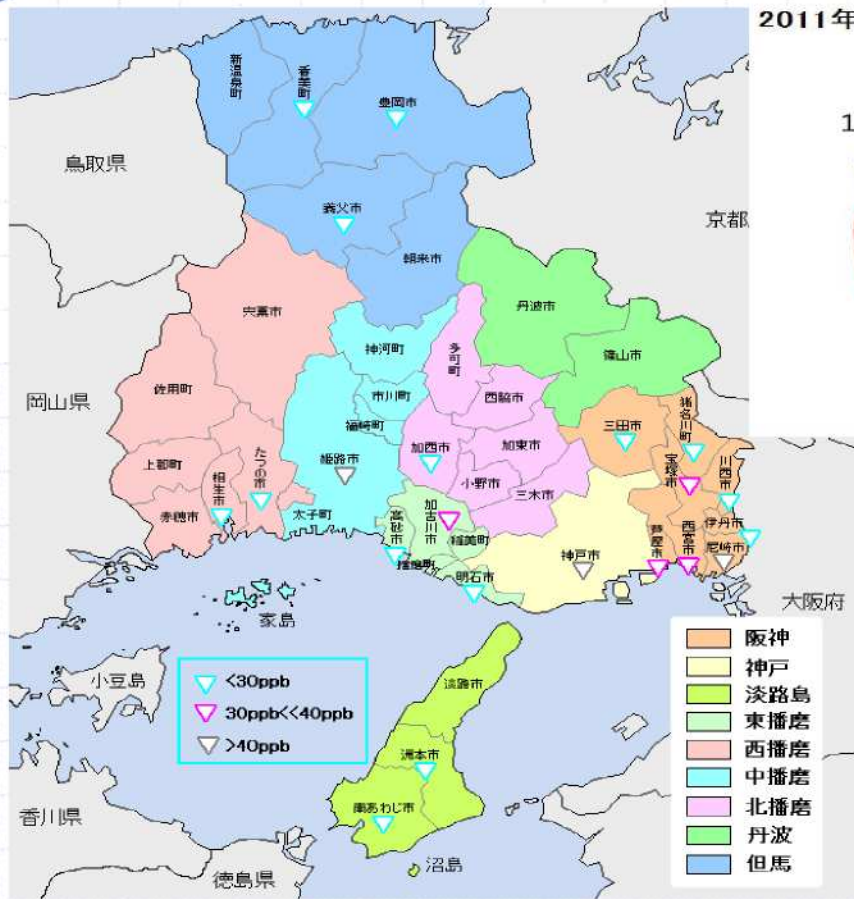 2011年
1
新温泉町
香美町
豊岡市
鳥取県
養父市
京都
朝来市
宍粟市
丹波市
神河町
多可町
篠山市
佐用町
市川町
西脇市
岡山県
福崎町
加西市
加東市
三田市
猪名川町
上郡町
相生市
たつの市
姫路市
小野市
宝塚市
川西市
赤穂市
太子町
高砂市
加古川市
三木市
稲美町
播磨町
神戸市
芦屋市
西宮市
伊丹市
尼崎市
明石市
家島
大阪府
小豆島
<30ppb
30ppb<<40ppb
>40ppb
淡路市
洲本市
南あわじ市
香川県
徳島県
沼島
阪神
神戸
淡路島
東播磨
西播磨
中播磨
北播磨
丹波
但馬